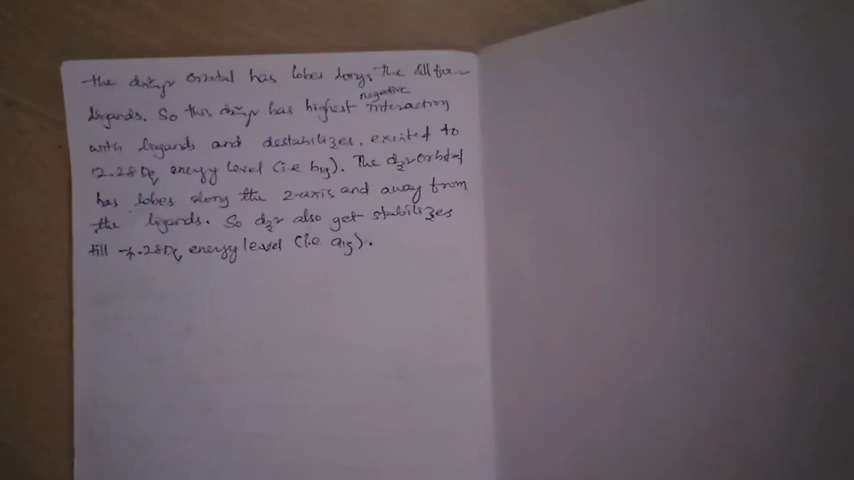 the dx²-y² orbital has lobes longs the all four
ligands. So this dx²-y² has highest negative interaction
with ligands and destabilizes, excited to
12.28Dq energy level (i.e b1g). The dz² orbital
has lobes along the z-axis and away from
the ligands. So dz² also get stabilizes
till -4.28Dq energy level (i.e a1g).